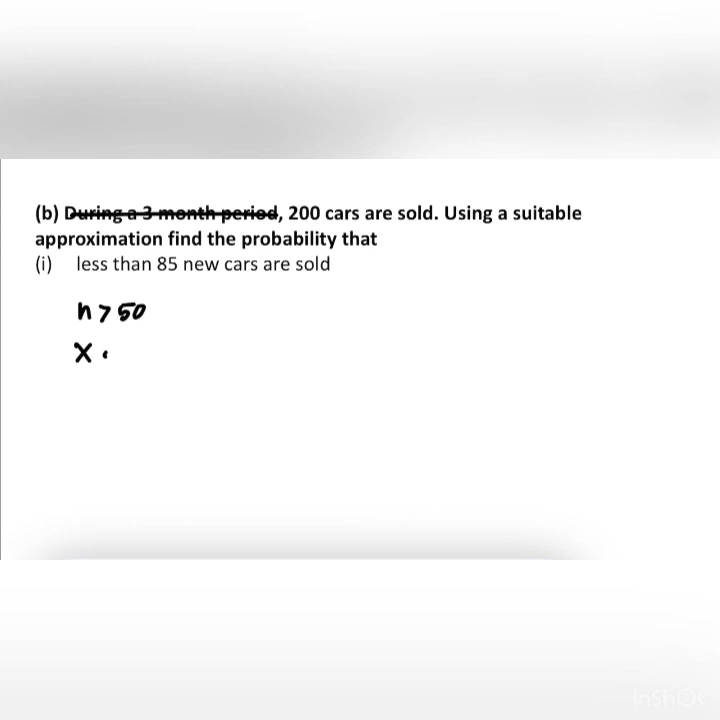 (b) During a 3 month period, 200 cars are sold. Using a suitable
approximation find the probability that
(i) less than 85 new cars are sold
n > 50
X
InShOt